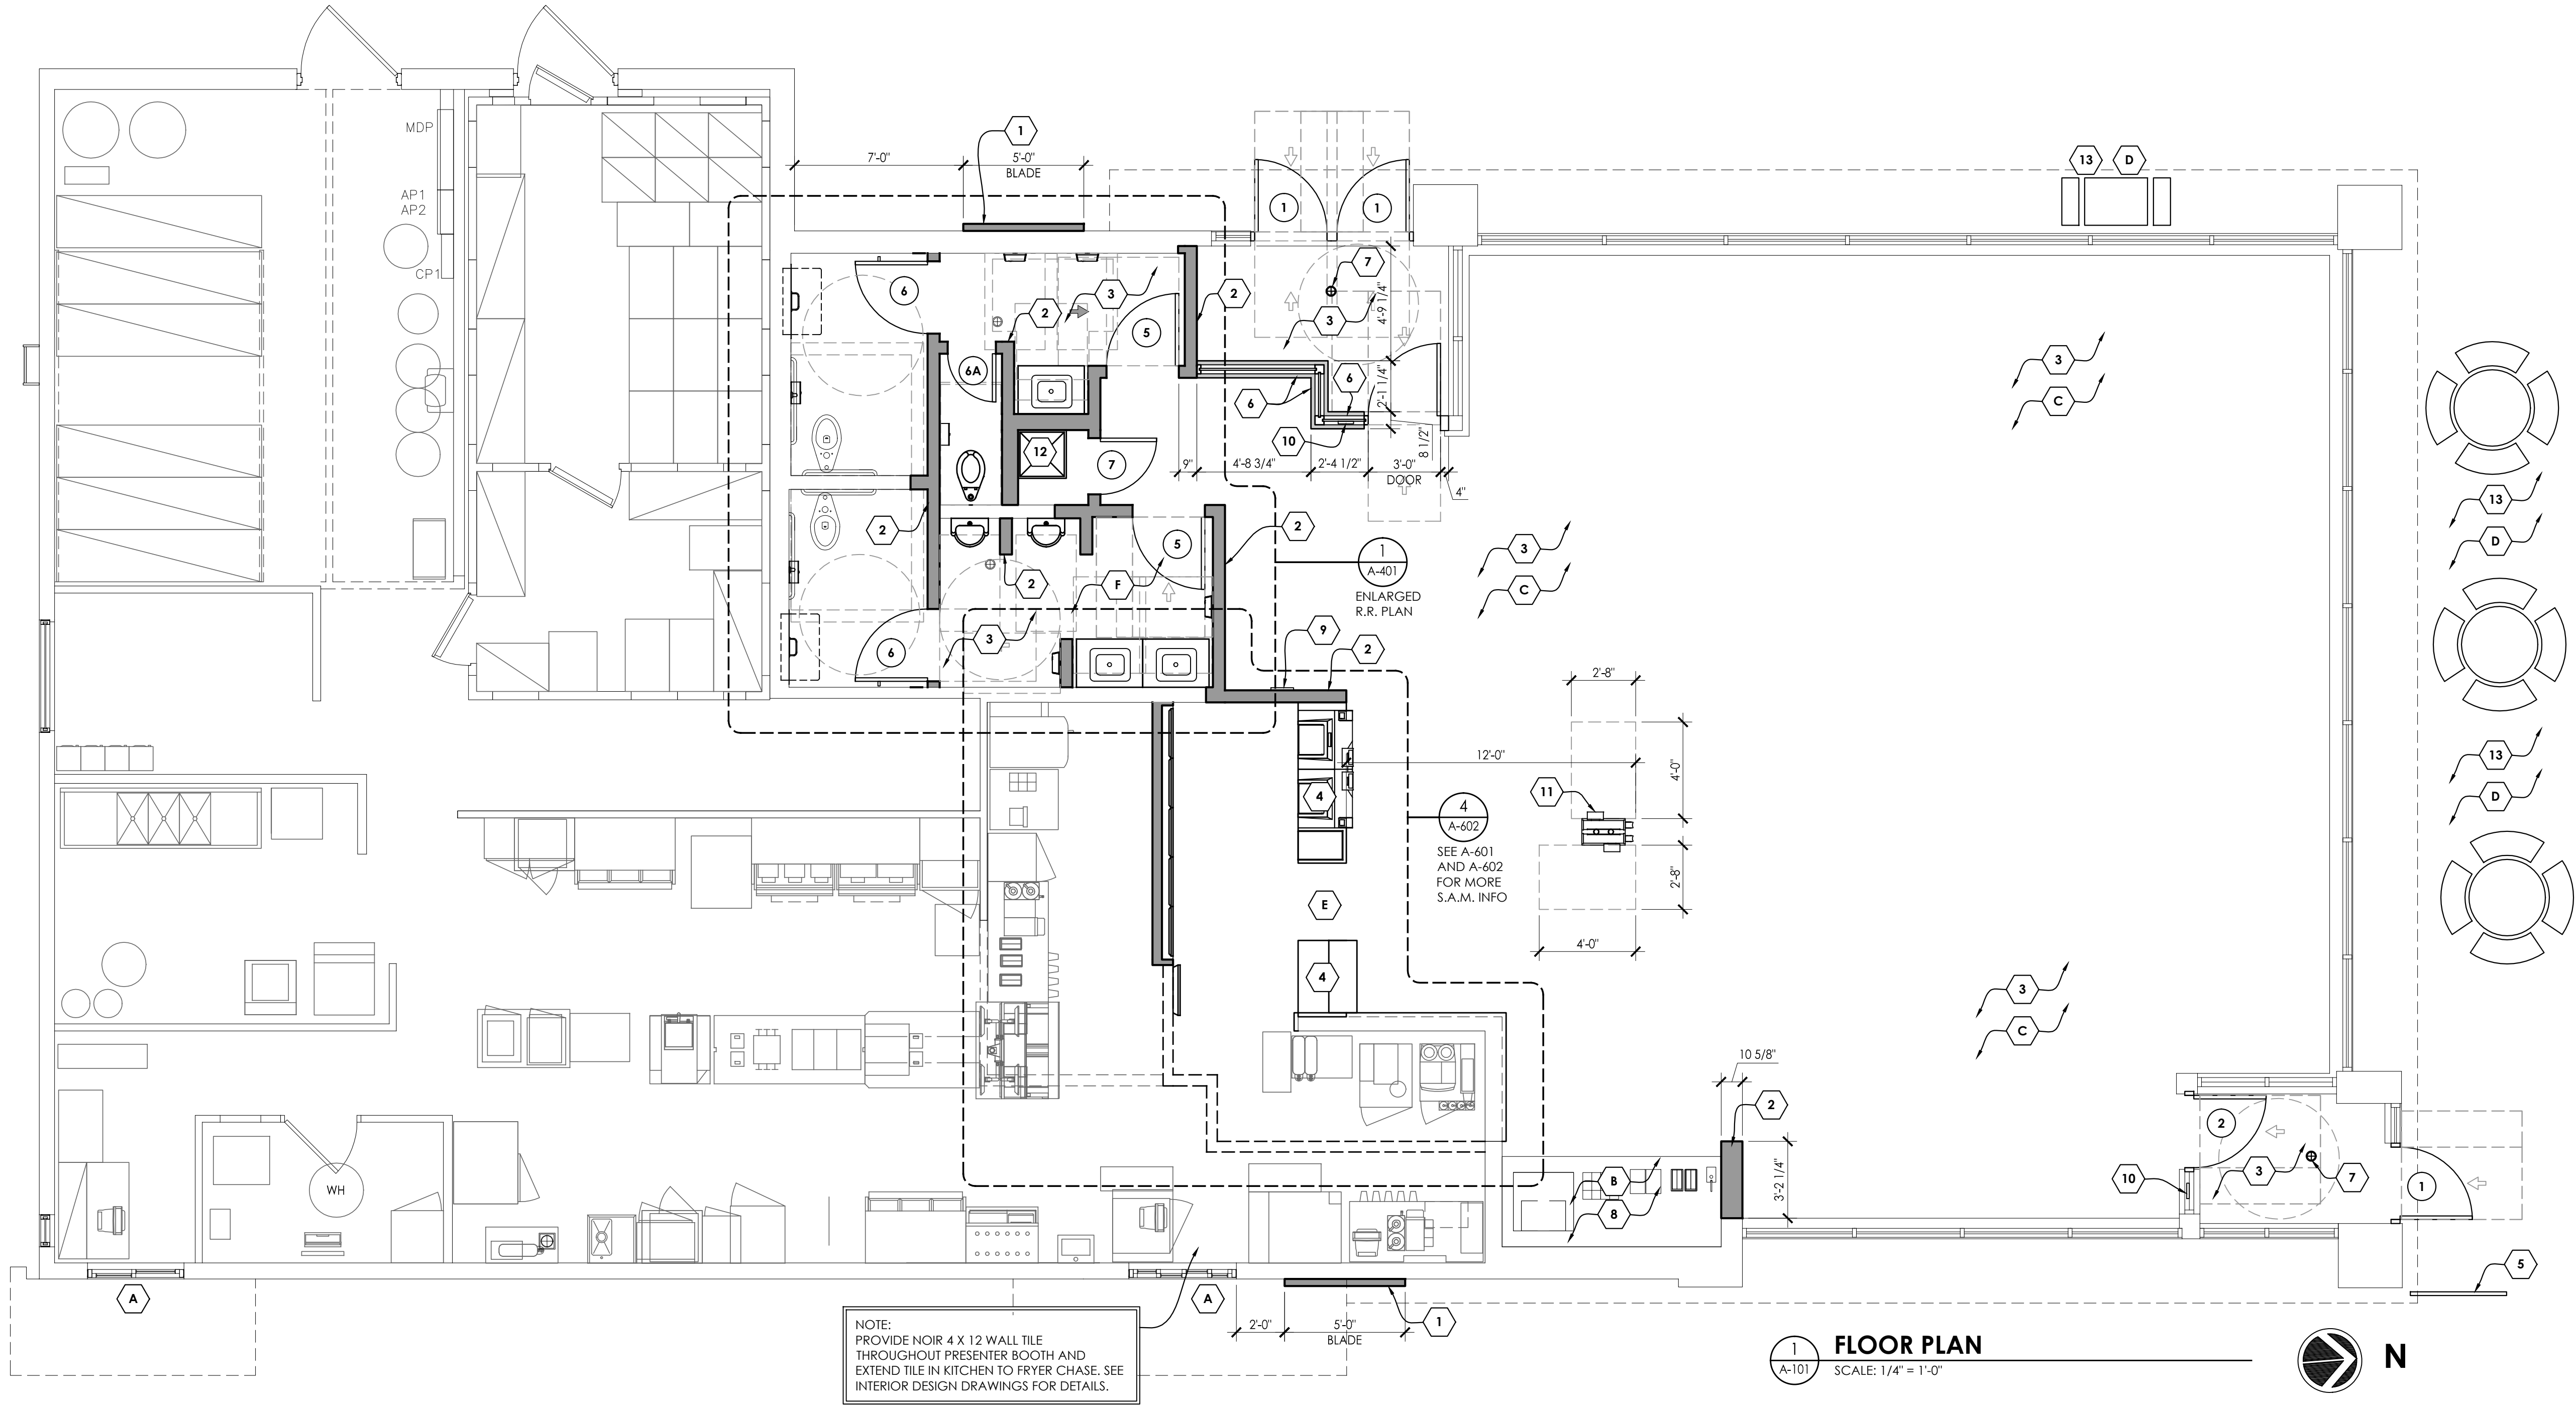 1
7'-0"
5'-0"
BLADE
MDP
AP1
AP2
CP1
13
D
1
1
7
6
3
2
2
3
5
4'-9 1/4"
2'-1 1/4"
6A
6
6
10
12
7
9"
4'-8 3/4"
2'-4 1/2"
3'-0"
DOOR
8 1/2"
4"
3
C
13
D
2
2
5
1
A-401
ENLARGED
R.R. PLAN
3
C
2
F
3
6
9
2
2'-8"
12'-0"
4'-0"
13
D
4
11
4
A-602
SEE A-601
AND A-602
FOR MORE
S.A.M. INFO
2'-8"
E
4'-0"
4
3
C
10 5/8"
2
2
3'-2 1/4"
10
3
7
1
B
8
WH
5
A
A
2'-0"
5'-0"
BLADE
1
NOTE:
PROVIDE NOIR 4 X 12 WALL TILE
THROUGHOUT PRESENTER BOOTH AND
EXTEND TILE IN KITCHEN TO FRYER CHASE. SEE
INTERIOR DESIGN DRAWINGS FOR DETAILS.
1
A-101
FLOOR PLAN
SCALE: 1/4" = 1'-0"
N